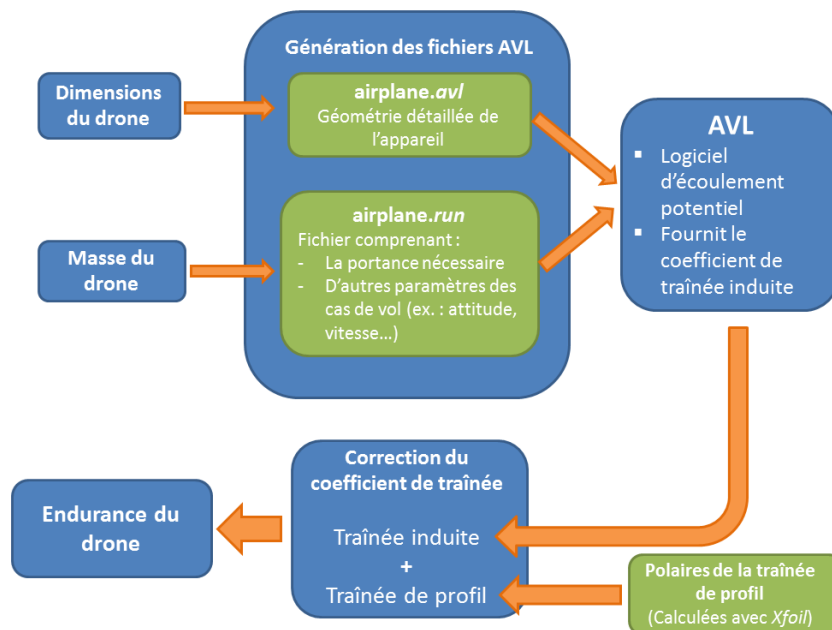 Génération des fichiers AVL
Dimensions
du drone
airplane.avl
Géométrie détaillée de
l'appareil
Masse du
drone
airplane.run
Fichier comprenant :
- La portance nécessaire
- D'autres paramètres des
cas de vol (ex. : attitude,
vitesse...)
AVL
▪ Logiciel
d'écoulement
potentiel
▪ Fournit le
coefficient de
traînée induite
Correction du
coefficient de traînée
Traînée induite
+
Traînée de profil
Endurance du
drone
Polaires de la traînée
de profil
(Calculées avec Xfoil)